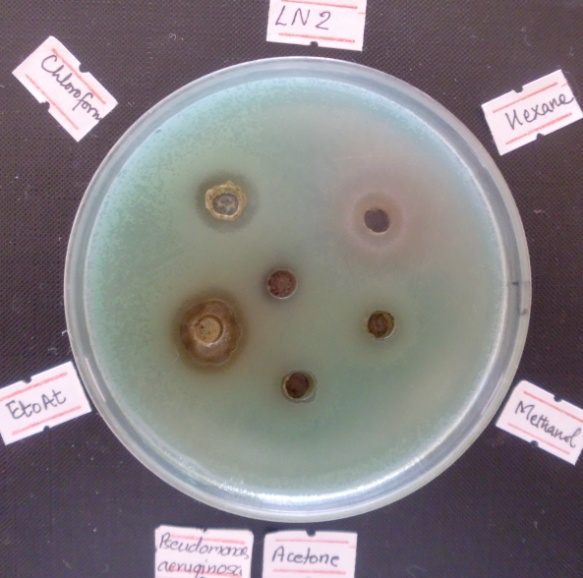 LN2
Chloroform
Hexane
EtoAt
Methanol
Pseudomonas
aeruginosa
Acetone